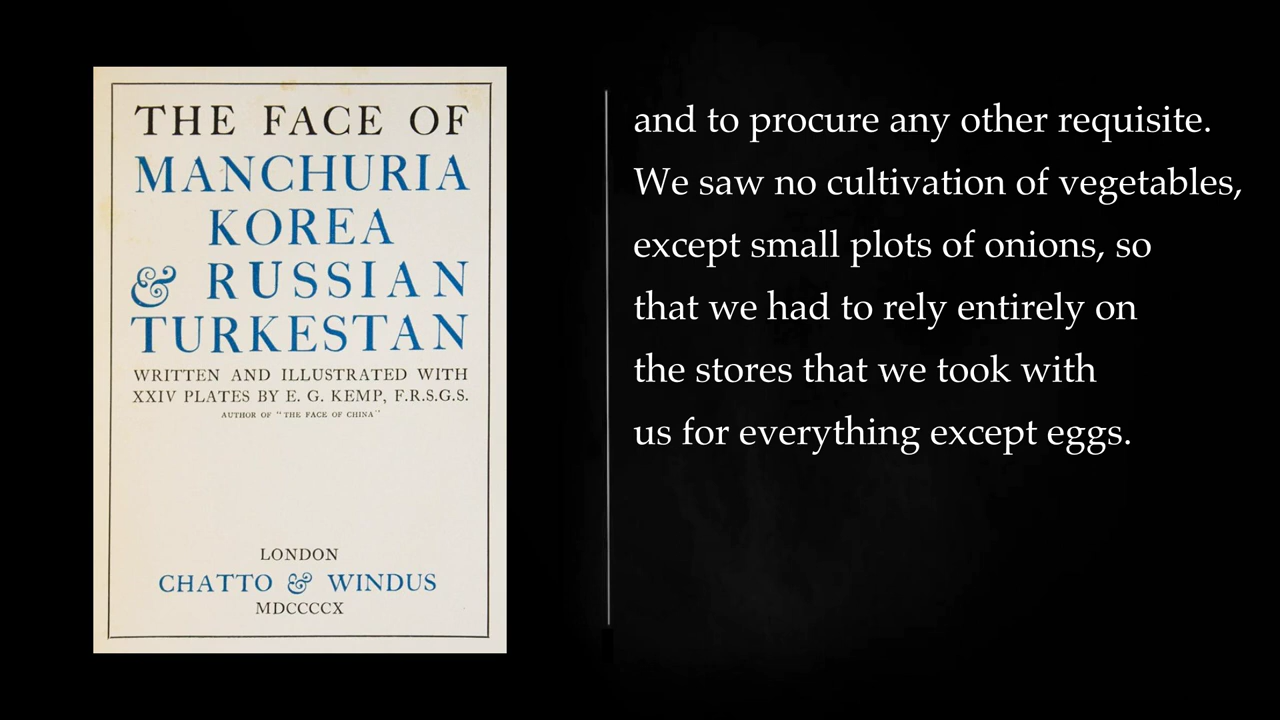 THE FACE OF
MANCHURIA
KOREA
& RUSSIAN
TURKESTAN
WRITTEN AND ILLUSTRATED WITH
XXIV PLATES BY E. G. KEMP, F.R.S.G.S.
AUTHOR OF "THE FACE OF CHINA"
LONDON
CHATTO & WINDUS
MDCCCCX
and to procure any other requisite.
We saw no cultivation of vegetables,
except small plots of onions, so
that we had to rely entirely on
the stores that we took with
us for everything except eggs.